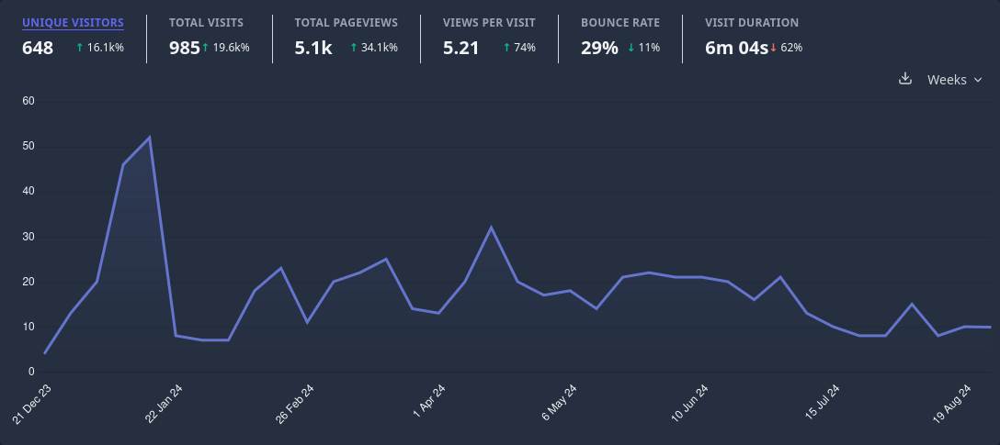 UNIQUE VISITORS TOTAL VISITS TOTAL PAGEVIEWS VIEWS PER VISIT BOUNCE RATE VISIT DURATION
648 ↑ 16.1k% 985 ↑ 19.6k% 5.1k ↑ 34.1k% 5.21 ↑ 74% 29% ↓ 11% 6m 04s ↓ 62%
Weeks
60
50
40
30
20
10
0
21 Dec 23 22 Jan 24 26 Feb 24 1 Apr 24 6 May 24 10 Jun 24 15 Jul 24 19 Aug 24